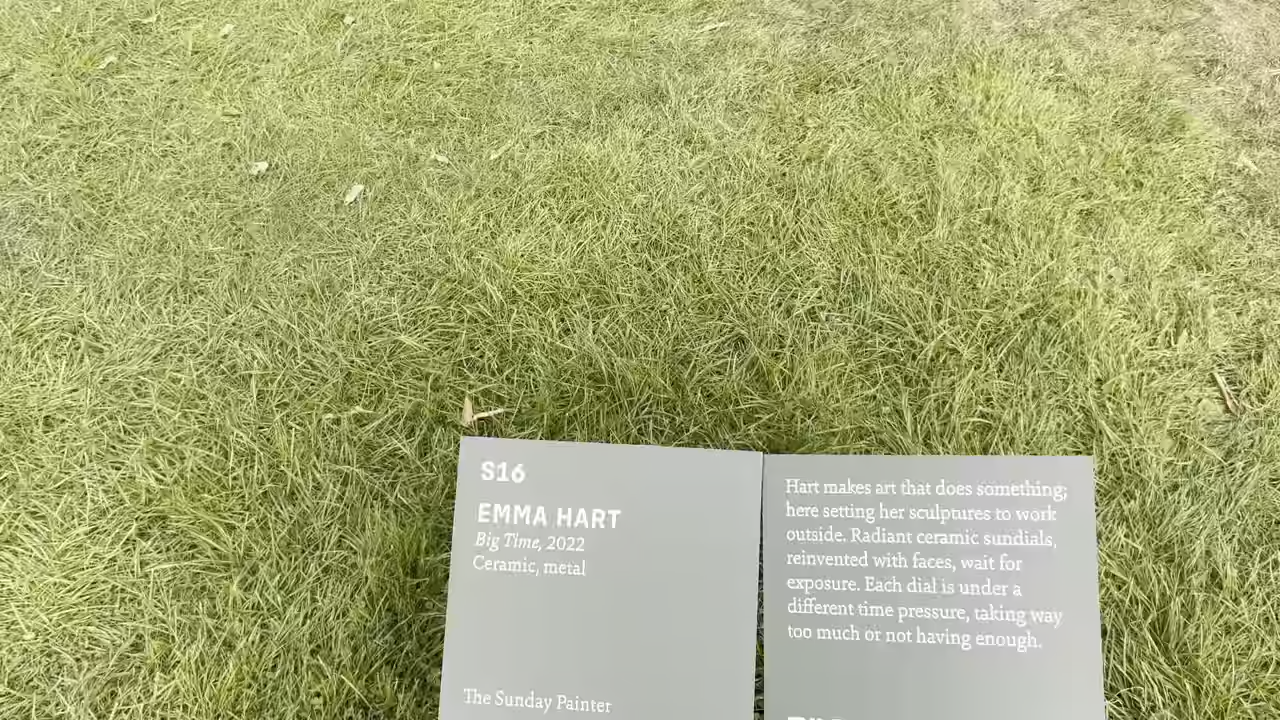 S16
EMMA HART
Big Time, 2022
Ceramic, metal
The Sunday Painter
Hart makes art that does something;
here setting her sculptures to work
outside. Radiant ceramic sundials,
reinvented with faces, wait for
exposure. Each dial is under a
different time pressure, taking way
too much or not having enough.